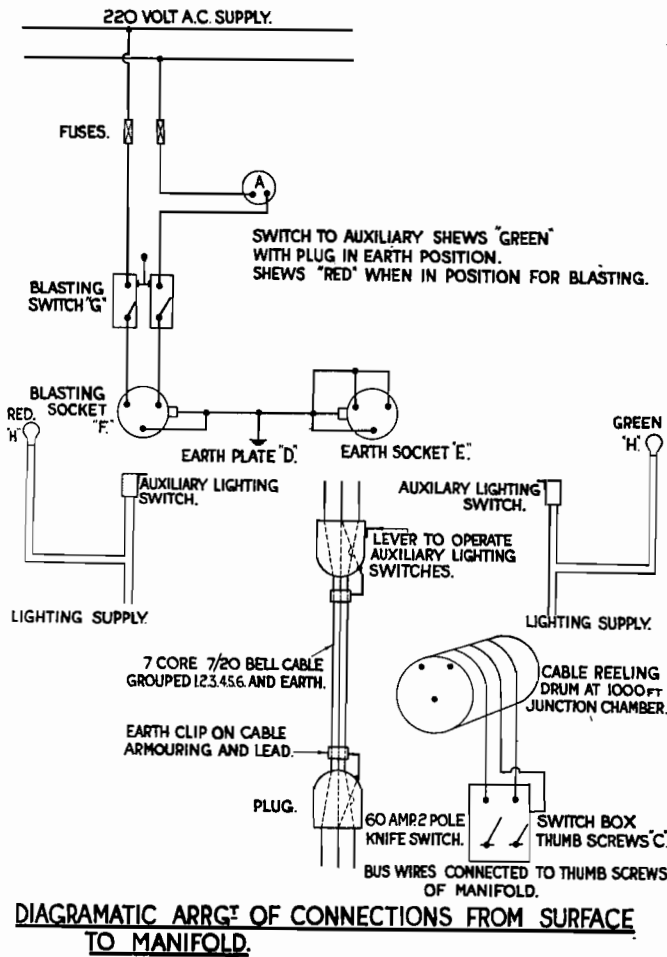 220 VOLT A.C. SUPPLY.
FUSES.
A
SWITCH TO AUXILIARY SHEWS "GREEN"
WITH PLUG IN EARTH POSITION.
SHEWS "RED" WHEN IN POSITION FOR BLASTING.
BLASTING
SWITCH "G"
BLASTING
SOCKET
"F."
RED.
"H"
EARTH PLATE "D".
EARTH SOCKET "E".
GREEN
"H".
AUXILIARY LIGHTING
SWITCH.
AUXILARY LIGHTING
SWITCH.
LEVER TO OPERATE
AUXILIARY LIGHTING
SWITCHES.
LIGHTING SUPPLY.
LIGHTING SUPPLY.
7 CORE 7/20 BELL CABLE
GROUPED 1.2.3.4.5.6. AND EARTH.
CABLE REELING
DRUM AT 1000 FT
JUNCTION CHAMBER.
EARTH CLIP ON CABLE
ARMOURING AND LEAD.
PLUG.
60 AMP. 2 POLE
KNIFE SWITCH.
SWITCH BOX
THUMB SCREWS "C".
BUS WIRES CONNECTED TO THUMB SCREWS
OF MANIFOLD.
DIAGRAMATIC ARRGT OF CONNECTIONS FROM SURFACE
TO MANIFOLD.